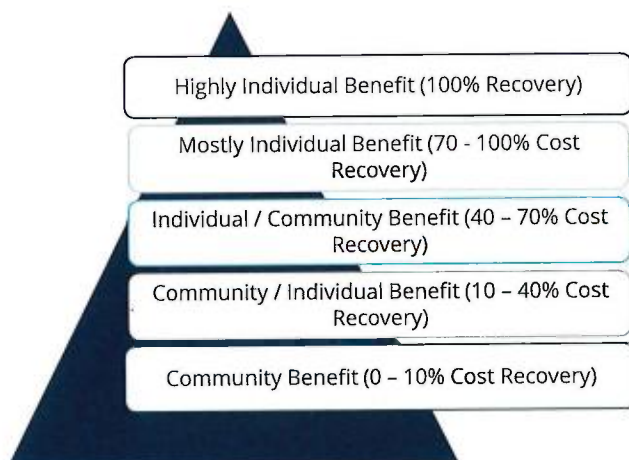 Highly Individual Benefit (100% Recovery)
Mostly Individual Benefit (70 - 100% Cost
Recovery)
Individual / Community Benefit (40 – 70% Cost
Recovery)
Community / Individual Benefit (10 – 40% Cost
Recovery)
Community Benefit (0 – 10% Cost Recovery)